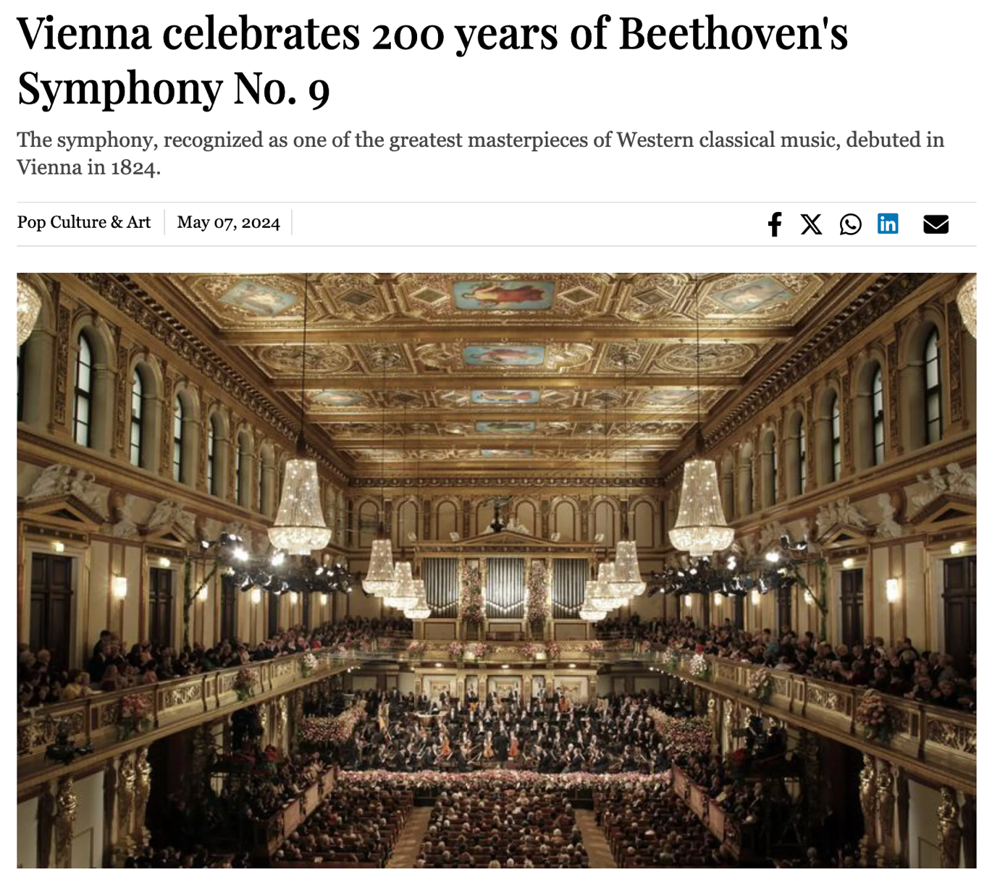 Vienna celebrates 200 years of Beethoven's
Symphony No. 9
The symphony, recognized as one of the greatest masterpieces of Western classical music, debuted in
Vienna in 1824.
Pop Culture & Art
May 07, 2024
in